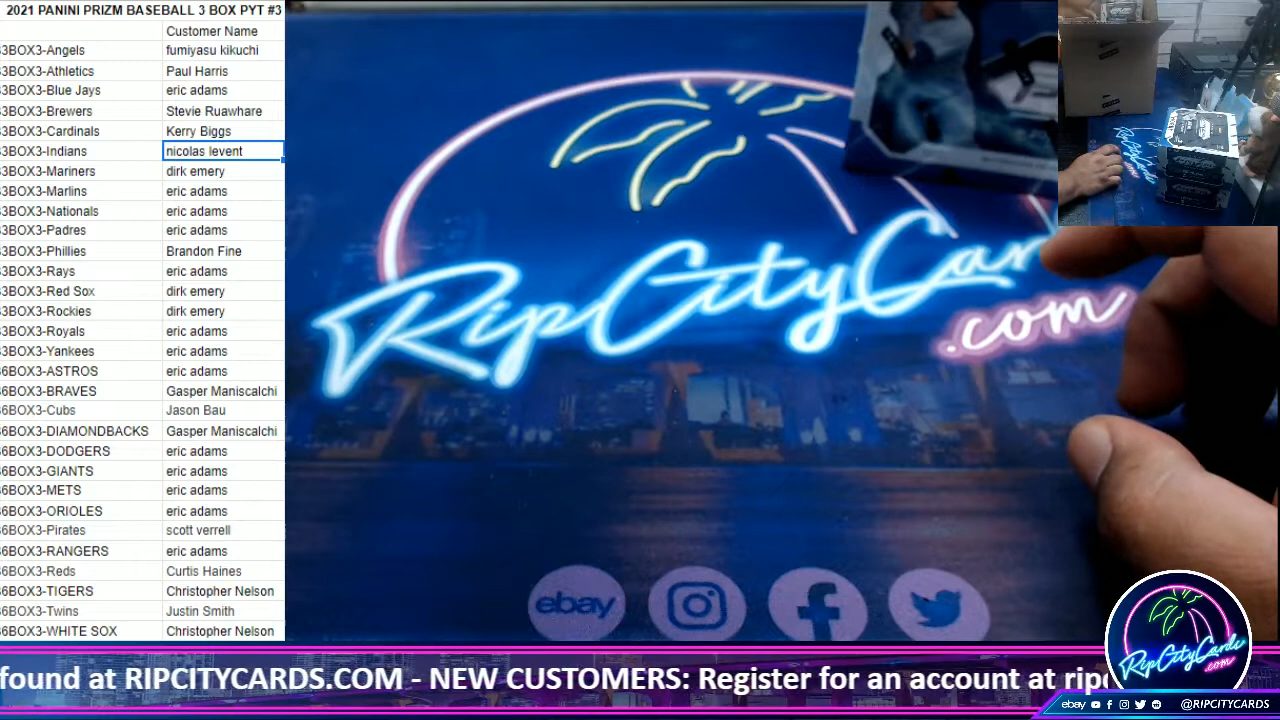 2021 PANINI PRIZM BASEBALL 3 BOX PYT #3
Customer Name
3BOX3-Angels fumiyasu kikuchi
3BOX3-Athletics Paul Harris
3BOX3-Blue Jays eric adams
3BOX3-Brewers Stevie Ruawhare
3BOX3-Cardinals Kerry Biggs
3BOX3-Indians nicolas levent
3BOX3-Mariners dirk emery
3BOX3-Marlins eric adams
3BOX3-Nationals eric adams
3BOX3-Padres eric adams
3BOX3-Phillies Brandon Fine
3BOX3-Rays eric adams
3BOX3-Red Sox dirk emery
3BOX3-Rockies dirk emery
3BOX3-Royals eric adams
3BOX3-Yankees eric adams
6BOX3-ASTROS eric adams
6BOX3-BRAVES Gasper Maniscalchi
6BOX3-Cubs Jason Bau
6BOX3-DIAMONDBACKS Gasper Maniscalchi
6BOX3-DODGERS eric adams
6BOX3-GIANTS eric adams
6BOX3-METS eric adams
6BOX3-ORIOLES eric adams
6BOX3-Pirates scott verrell
6BOX3-RANGERS eric adams
6BOX3-Reds Curtis Haines
6BOX3-TIGERS Christopher Nelson
6BOX3-Twins Justin Smith
6BOX3-WHITE SOX Christopher Nelson
RipCityCar
.com
ebay
RipCityCards
.com
found at RIPCITYCARDS.COM - NEW CUSTOMERS: Register for an account at ripc
ebay @RIPCITYCARDS